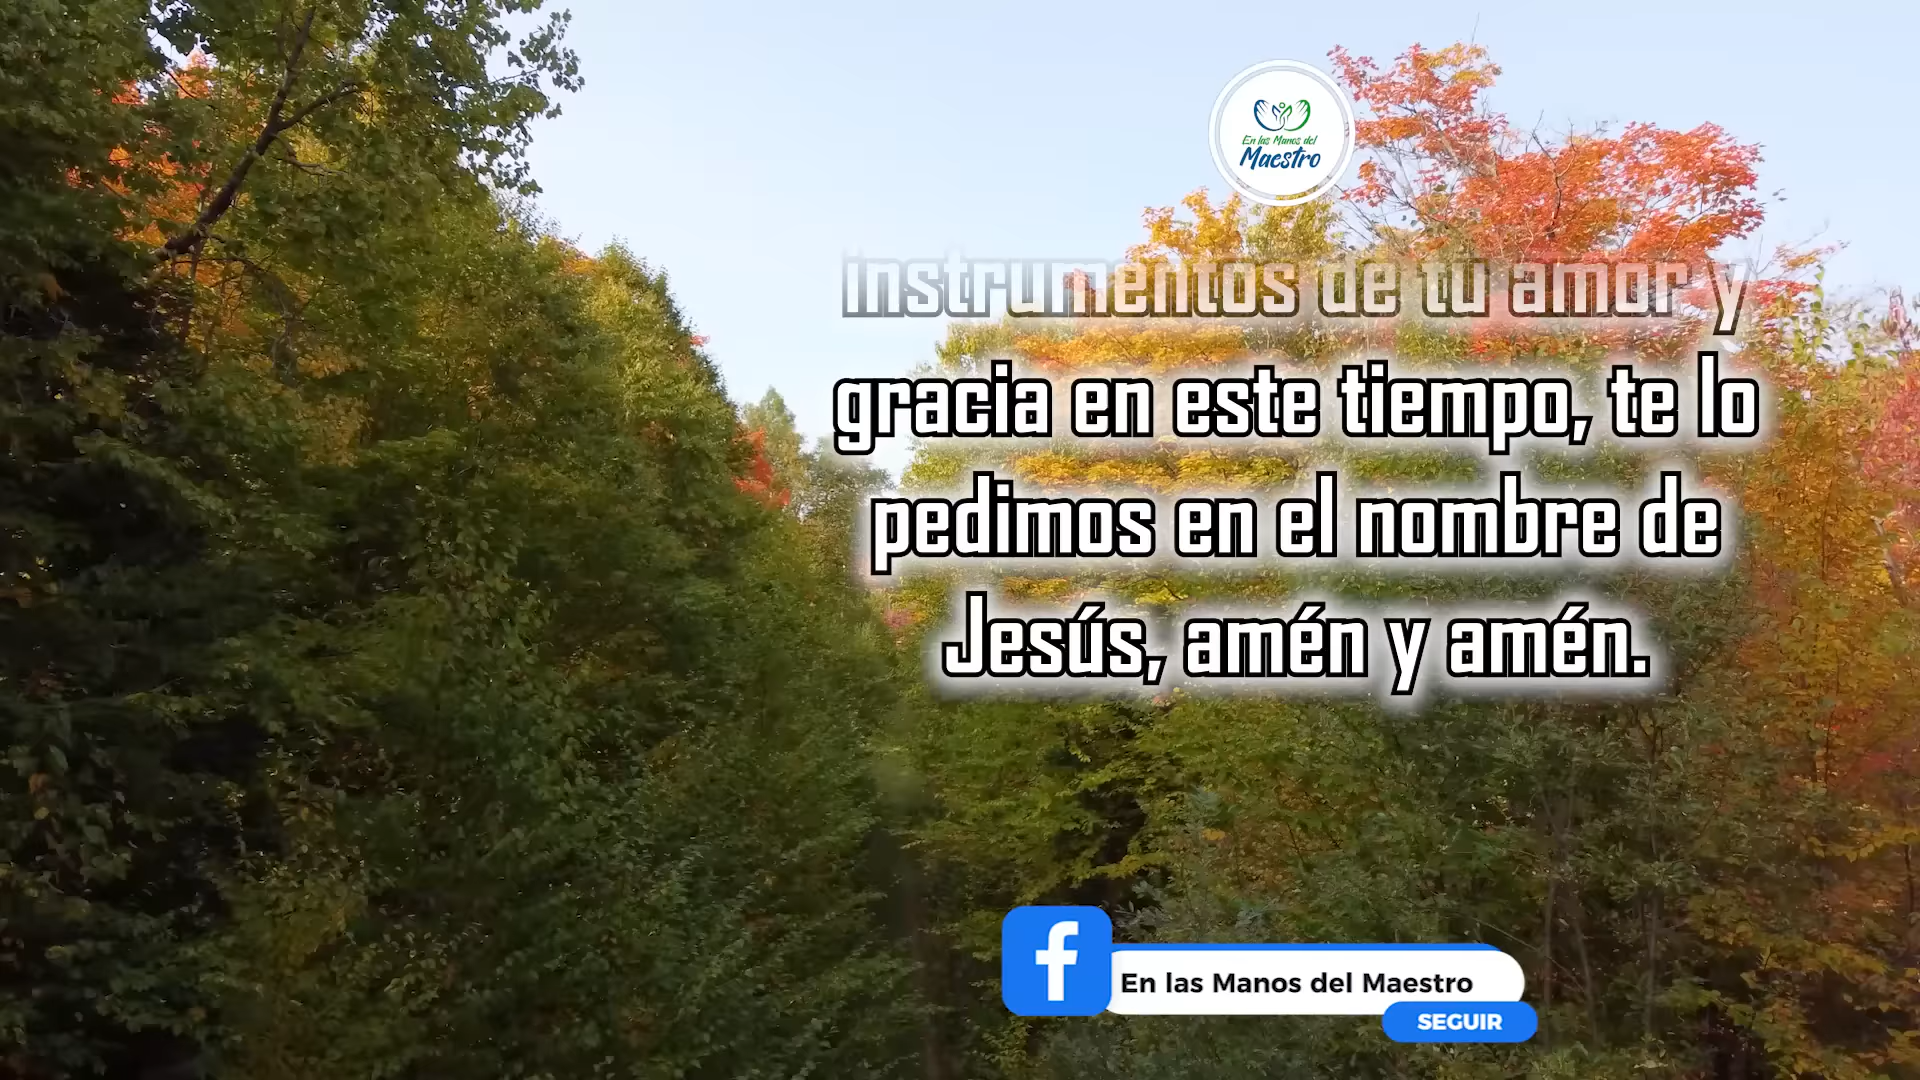 En las Manos del
Maestro
instrumentos de tu amor y
gracia en este tiempo, te lo
pedimos en el nombre de
Jesús, amén y amén.
f
En las Manos del Maestro
SEGUIR